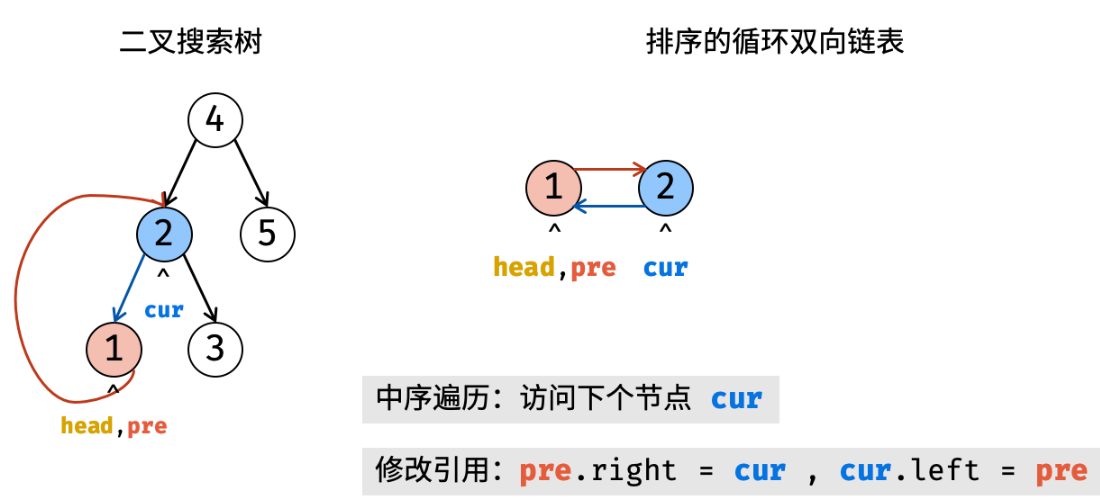 二叉搜索树
排序的循环双向链表
4
2
5
^
cur
1
3
^
head,pre
1
2
^
^
head,pre
cur
中序遍历：访问下个节点 cur
修改引用：pre.right = cur , cur.left = pre